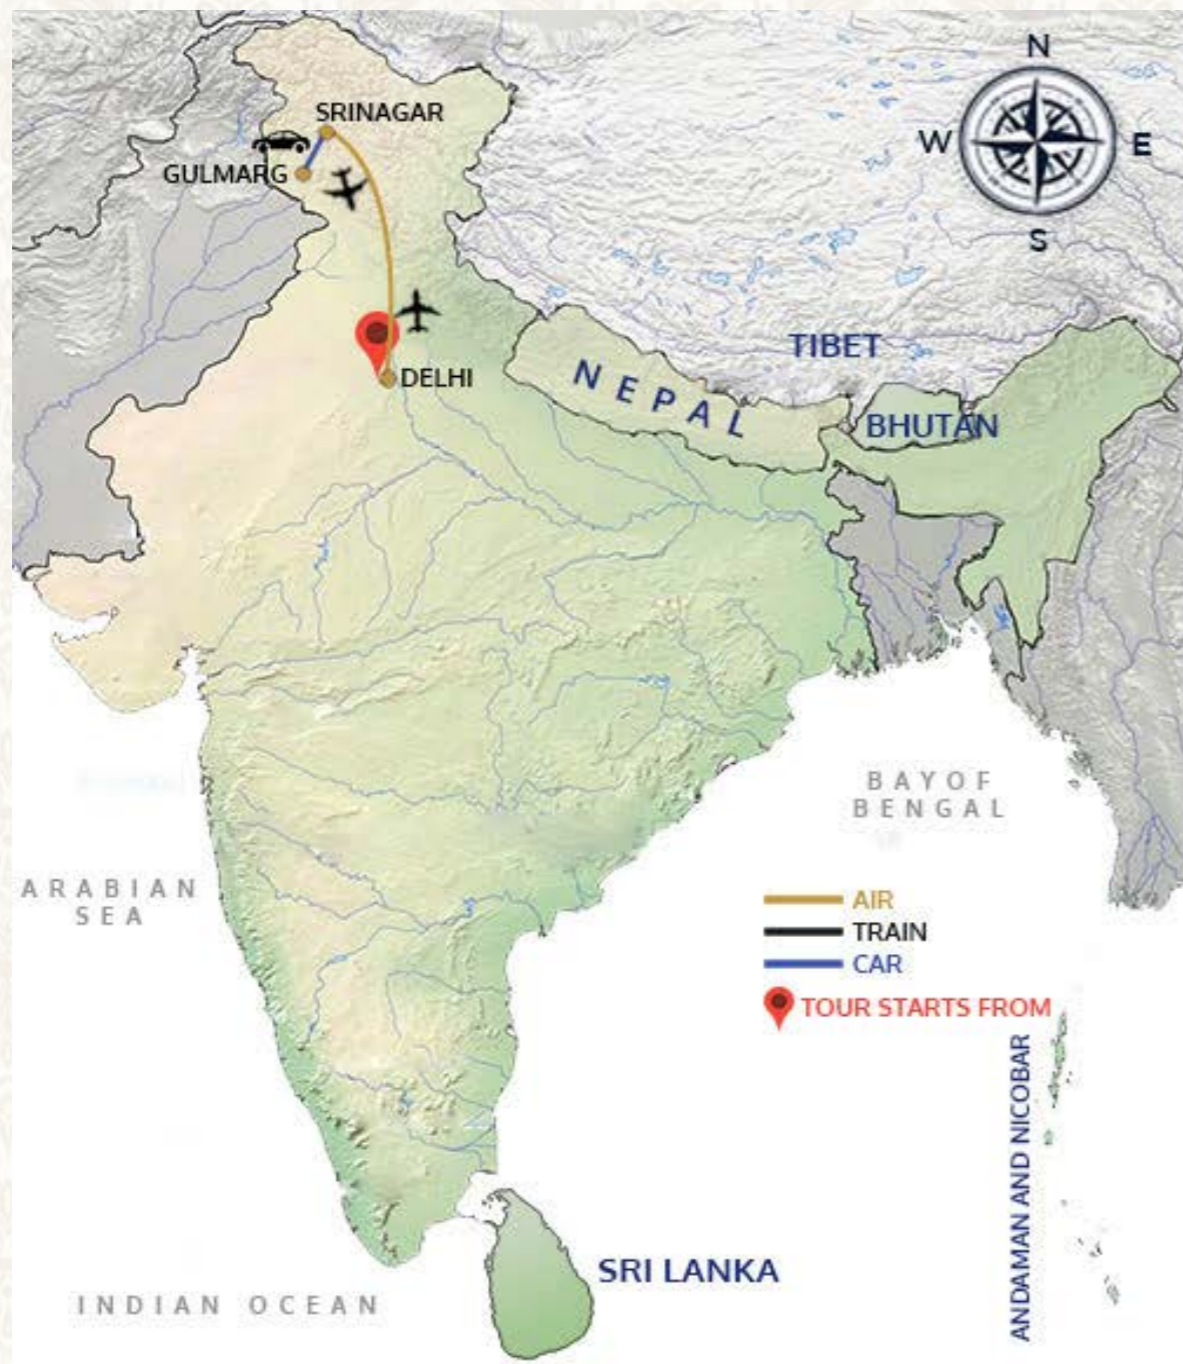 N
SRINAGAR
W
E
GULMARG
S
TIBET
DELHI
NEPAL
BHUTAN
BAY OF
BENGAL
ARABIAN
SEA
AIR
TRAIN
CAR
TOUR STARTS FROM
ANDAMAN AND NICOBAR
SRI LANKA
INDIAN OCEAN